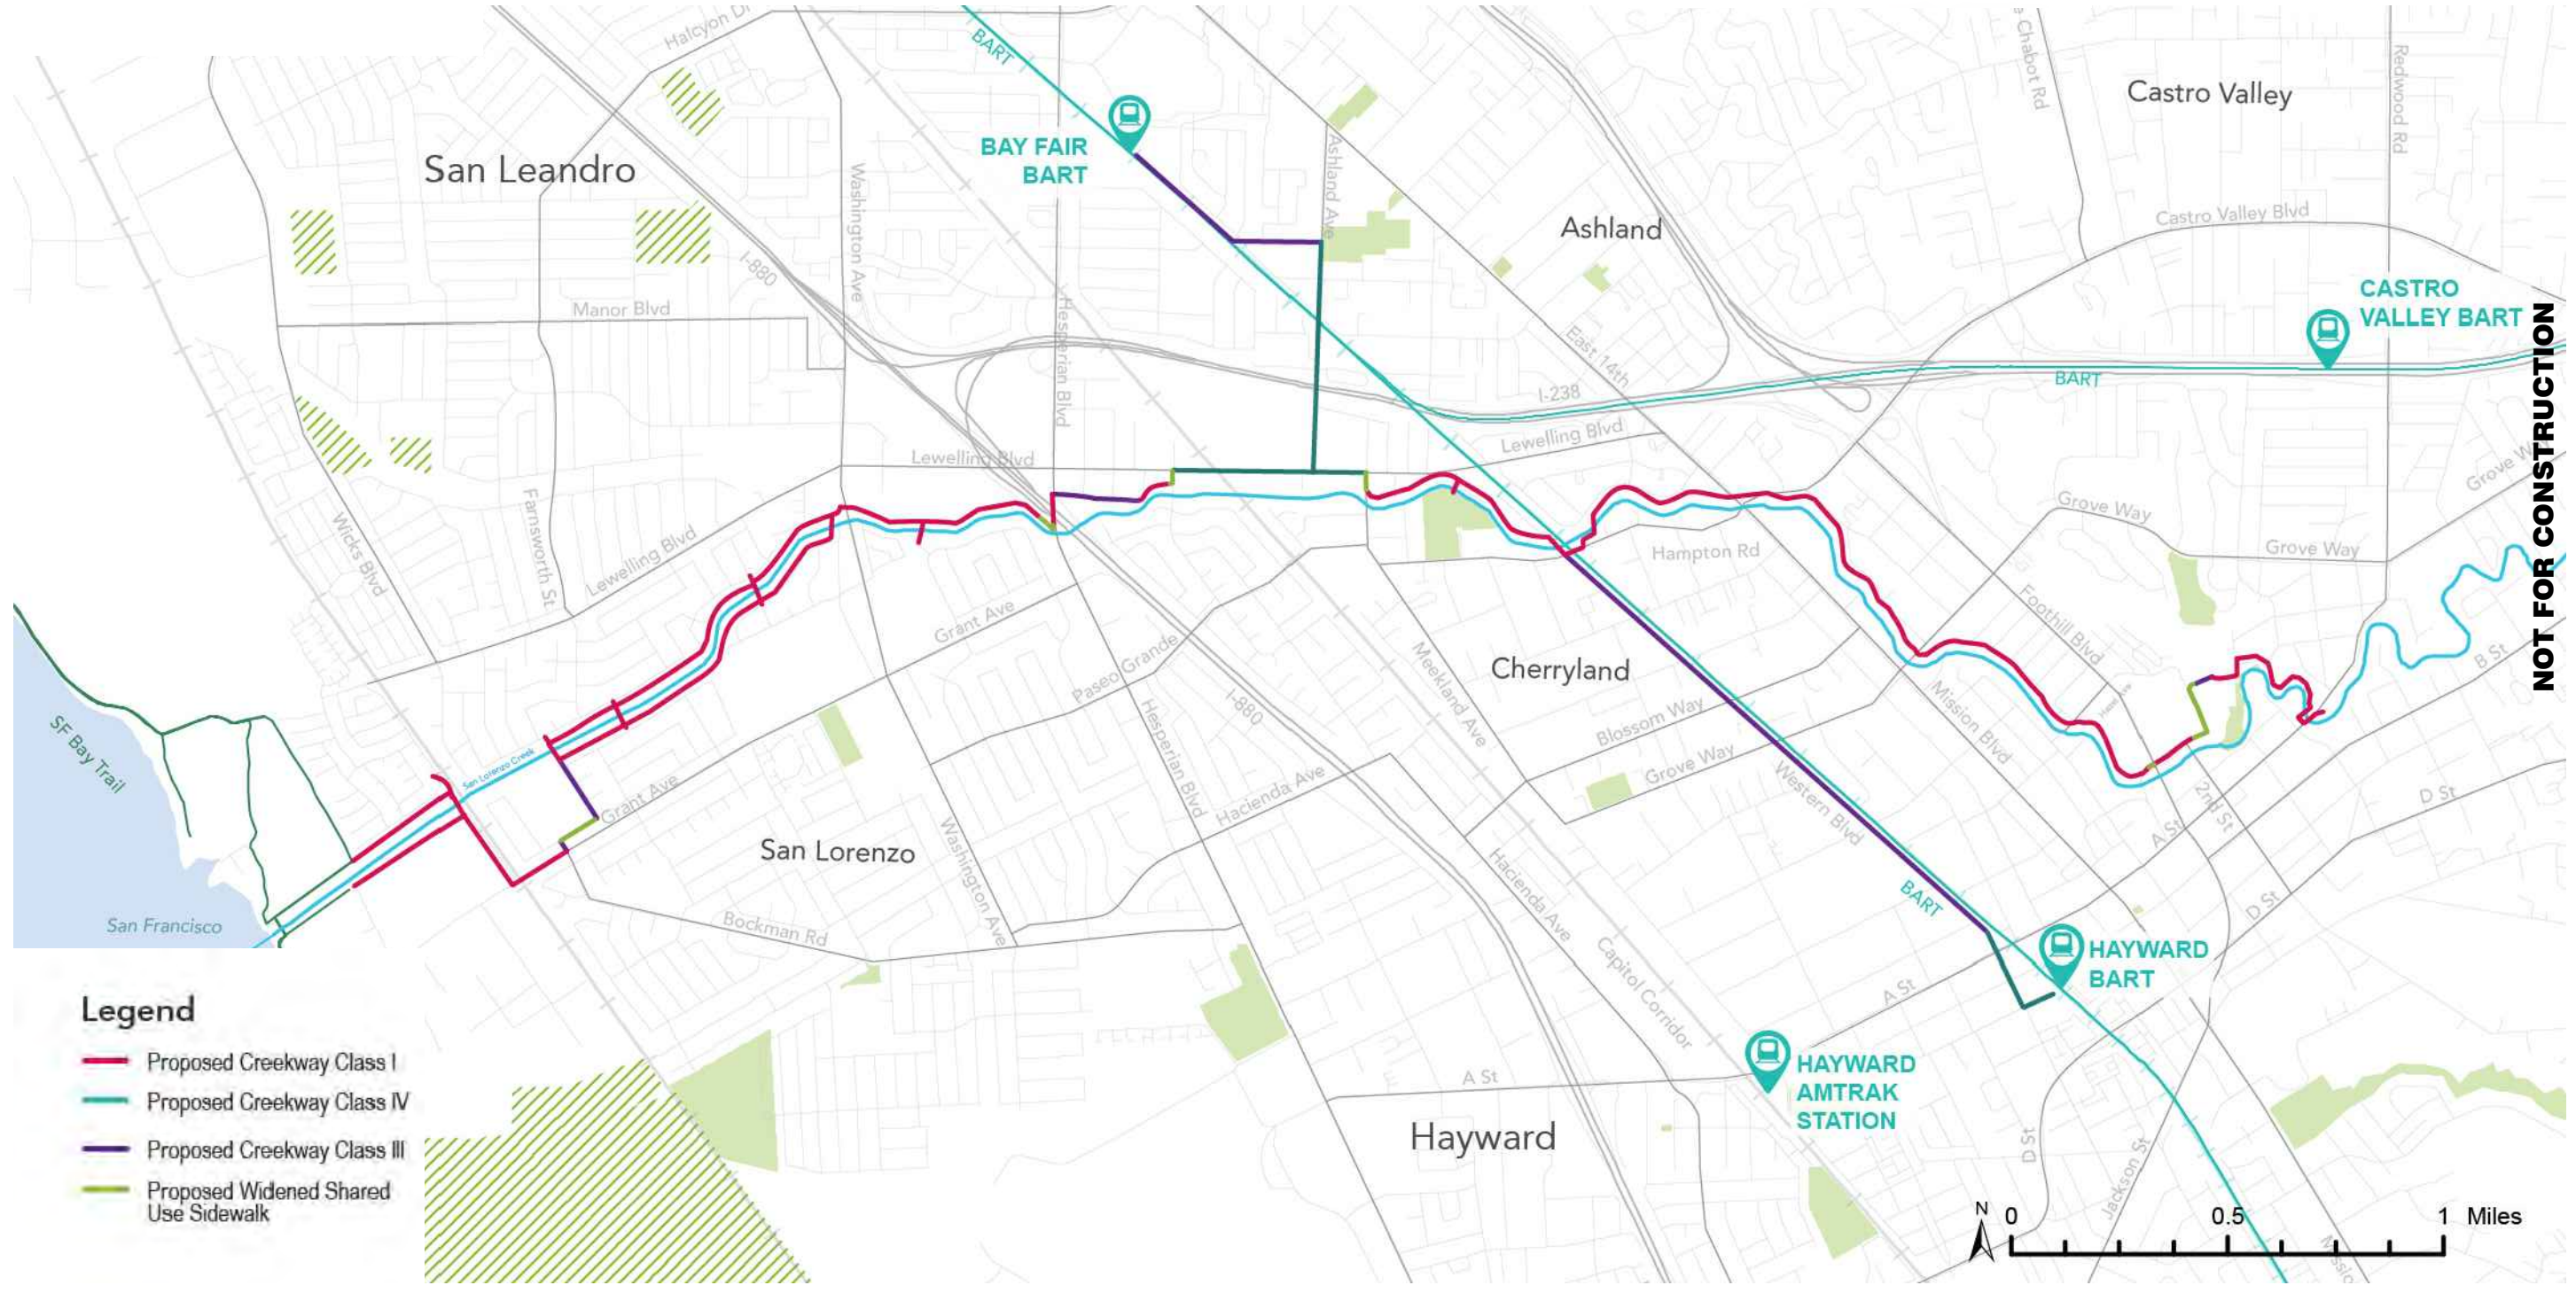 Halcyon Dr
BART
Chabot Rd
Redwood Rd
Castro Valley
San Leandro
BAY FAIR
BART
Washington Ave
Ashland Ave
Ashland
Castro Valley Blvd
I-880
Manor Blvd
Hesperian Blvd
East 14th
CASTRO
VALLEY BART
BART
I-238
Lewelling Blvd
Lewelling Blvd
NOT FOR CONSTRUCTION
Grove Way
Grove Way
Grove Way
Wicks Blvd
Farnsworth St
Lewelling Blvd
Hampton Rd
Grant Ave
Foothill Blvd
Paseo Grande
Meekland Ave
Cherryland
B St
Mission Blvd
I-880
Blossom Way
SF Bay Trail
San Lorenzo Creek
Grant Ave
Hesperian Blvd
Hacienda Ave
Grove Way
Western Blvd
2nd St
A St
D St
San Lorenzo
Washington Ave
Hacienda Ave
BART
D St
San Francisco
Bockman Rd
Capitol Corridor
HAYWARD
BART
A St
Legend
Proposed Creekway Class I
Proposed Creekway Class IV
Proposed Creekway Class III
Proposed Widened Shared
Use Sidewalk
HAYWARD
AMTRAK
STATION
A St
Hayward
D St
Jackson St
N 0 0.5 1 Miles